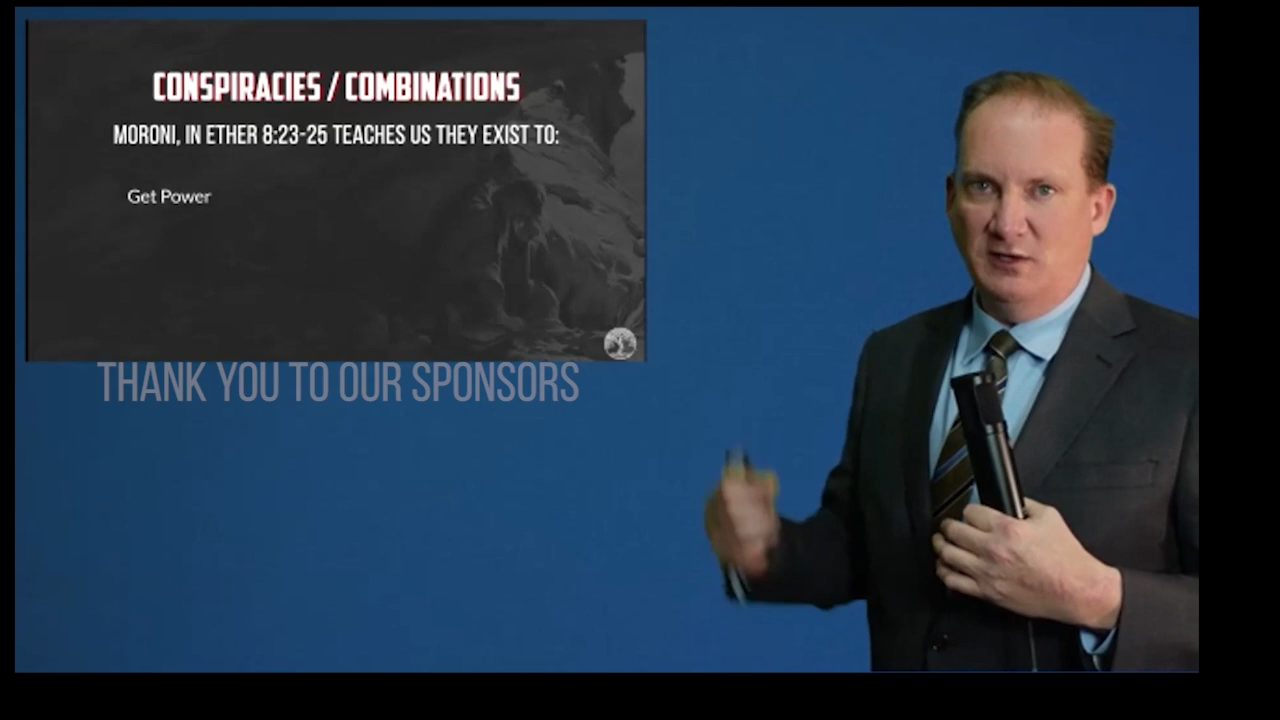 CONSPIRACIES / COMBINATIONS
MORONI, IN ETHER 8:23-25 TEACHES US THEY EXIST TO:
Get Power
THANK YOU TO OUR SPONSORS